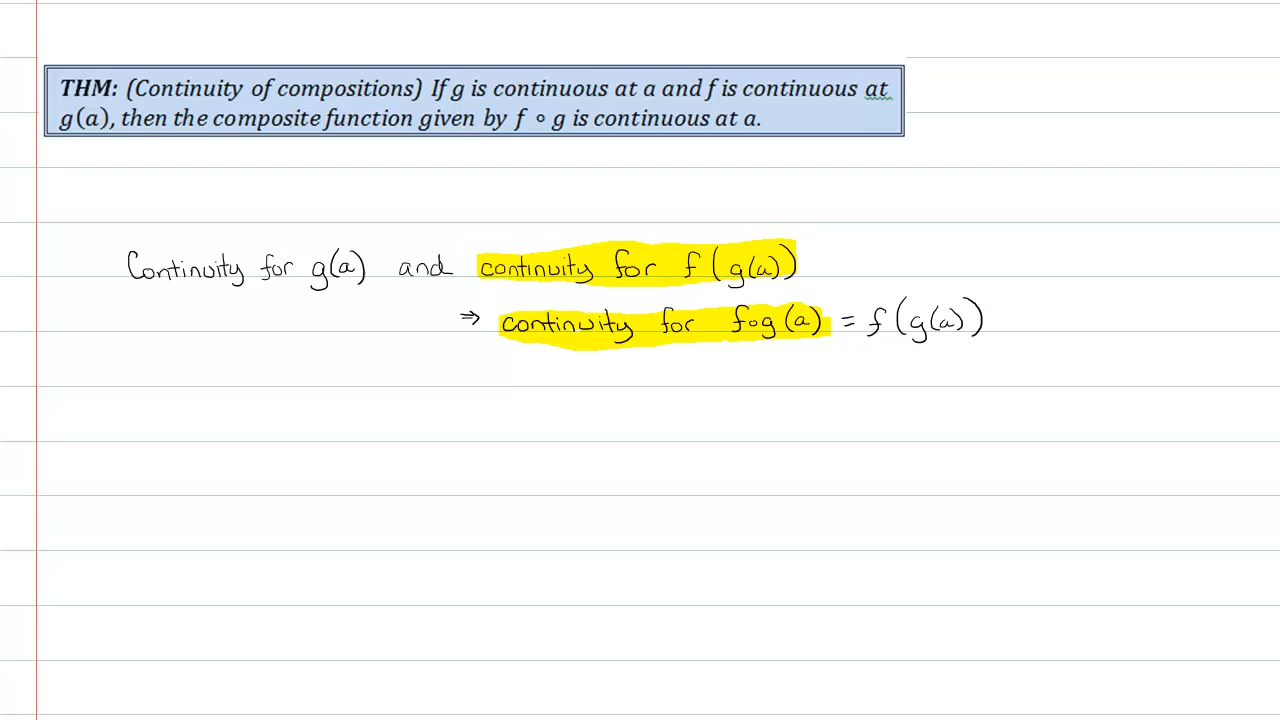 THM: (Continuity of compositions) If g is continuous at a and f is continuous at
g(a), then the composite function given by f ∘ g is continuous at a.
Continuity for g(a) and continuity for f(g(a))
⇒ continuity for f∘g(a) = f(g(a))